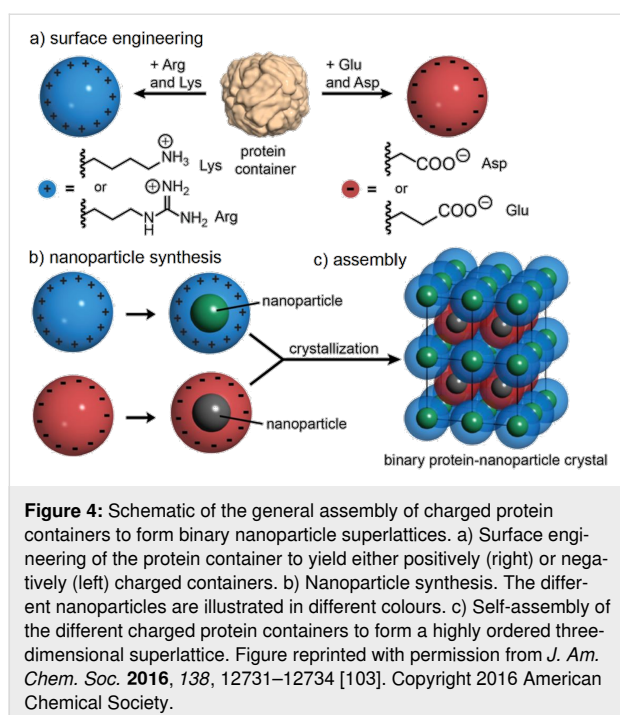 a) surface engineering
+ Arg
and Lys
+ Glu
and Asp
protein
container
⊕
NH3
Lys
COO⊖
Asp
+ = or
⊕NH2
N
H
NH2
Arg
- = or
COO⊖
Glu
b) nanoparticle synthesis
c) assembly
nanoparticle
crystallization
nanoparticle
binary protein-nanoparticle crystal
Figure 4: Schematic of the general assembly of charged protein
containers to form binary nanoparticle superlattices. a) Surface engi-
neering of the protein container to yield either positively (right) or nega-
tively (left) charged containers. b) Nanoparticle synthesis. The differ-
ent nanoparticles are illustrated in different colours. c) Self-assembly of
the different charged protein containers to form a highly ordered three-
dimensional superlattice. Figure reprinted with permission from J. Am.
Chem. Soc. 2016, 138, 12731–12734 [103]. Copyright 2016 American
Chemical Society.